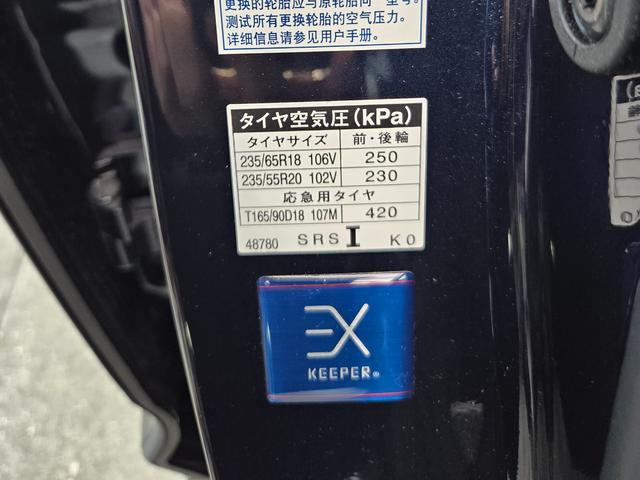 更换的轮胎应与原轮胎同一型号。
测试所有更换轮胎的空气压力。
详细信息请参见用户手册.
タイヤ空気圧(kPa)
タイヤサイズ 前・後輪
235/65R18 106V 250
235/55R20 102V 230
応急用タイヤ
T165/90D18 107M 420
48780 SRS I K0
EX
KEEPER